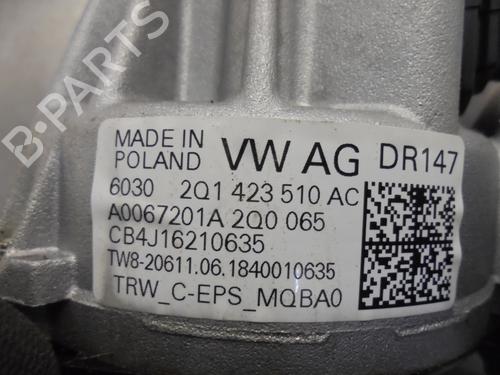 B-PARTS
MADE IN
POLAND
VW AG
DR147
6030 2Q1 423 510 AC
A0067201A 2Q0 065
CB4J16210635
TW8-20611.06.1840010635
TRW_C-EPS_MQBA0